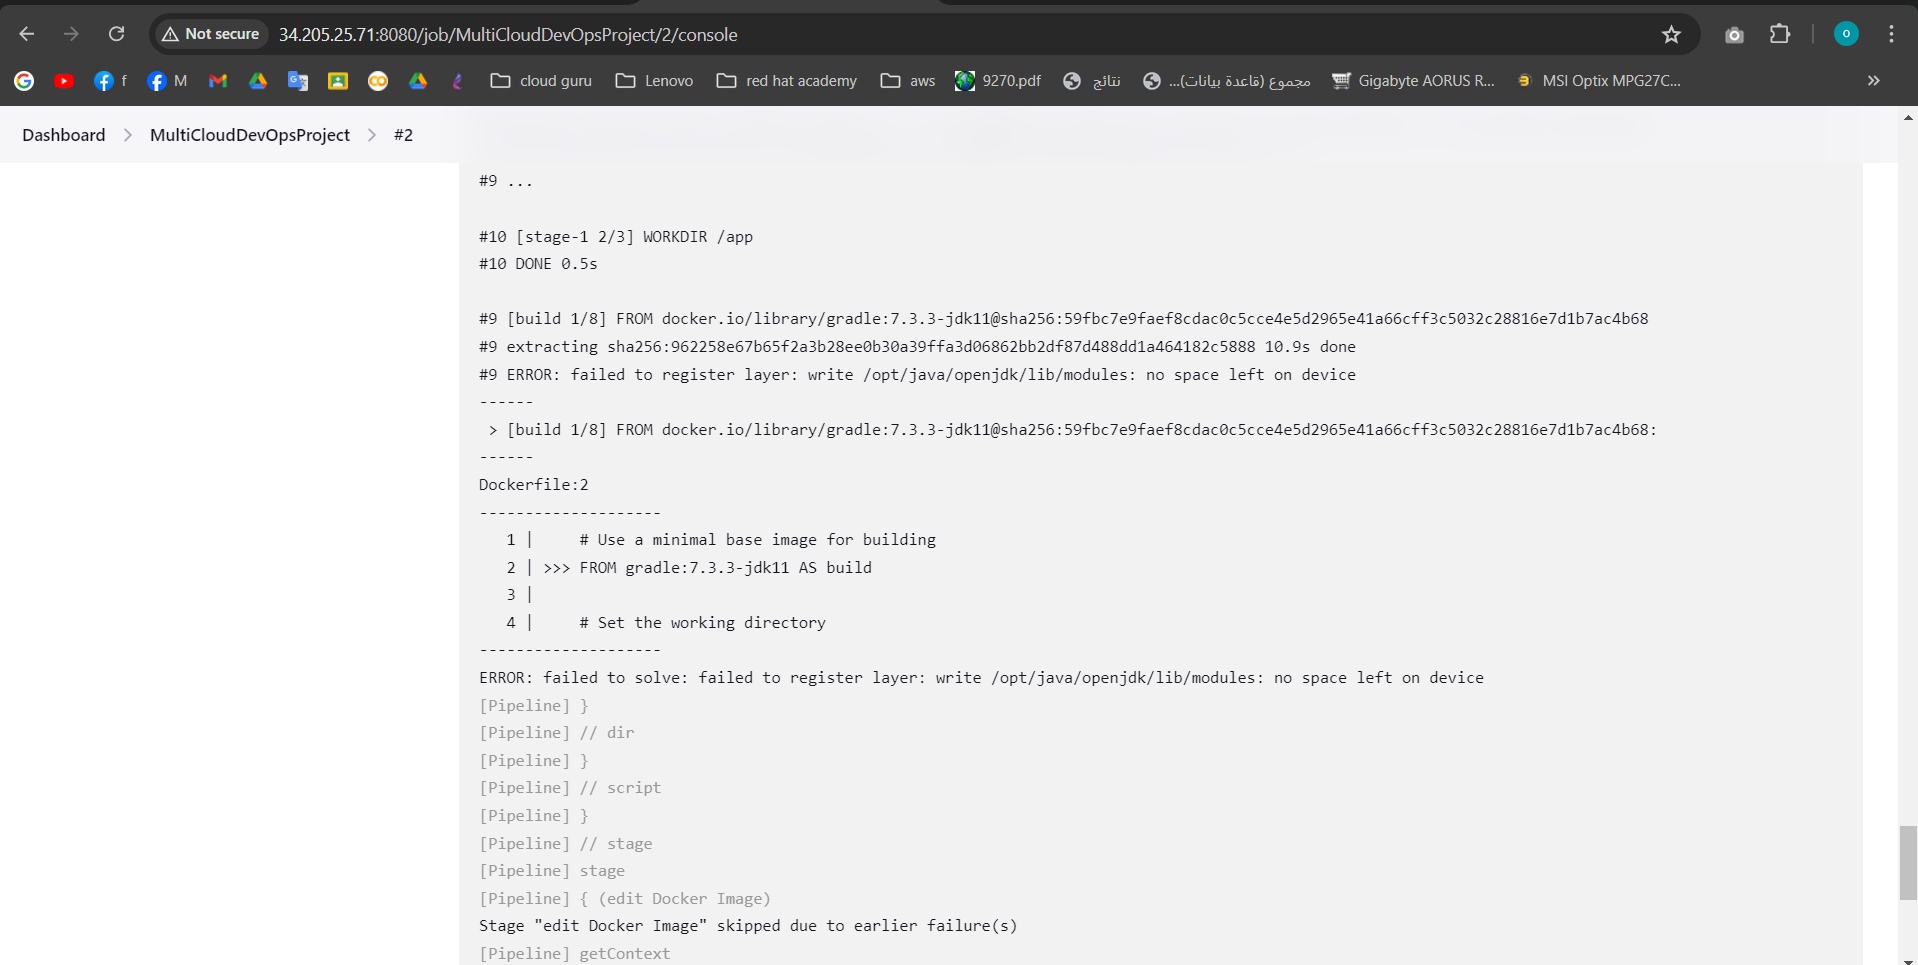 Not secure
34.205.25.71:8080/job/MultiCloudDevOpsProject/2/console
o
f
M
cloud guru
Lenovo
red hat academy
aws
9270.pdf
نتائج
مجموع (قاعدة بيانات)...
Gigabyte AORUS R...
MSI Optix MPG27C...
Dashboard
MultiCloudDevOpsProject
#2
#9 ...
#10 [stage-1 2/3] WORKDIR /app
#10 DONE 0.5s
#9 [build 1/8] FROM docker.io/library/gradle:7.3.3-jdk11@sha256:59fbc7e9faef8cdac0c5cce4e5d2965e41a66cff3c5032c28816e7d1b7ac4b68
#9 extracting sha256:962258e67b65f2a3b28ee0b30a39ffa3d06862bb2df87d488dd1a464182c5888 10.9s done
#9 ERROR: failed to register layer: write /opt/java/openjdk/lib/modules: no space left on device
------
> [build 1/8] FROM docker.io/library/gradle:7.3.3-jdk11@sha256:59fbc7e9faef8cdac0c5cce4e5d2965e41a66cff3c5032c28816e7d1b7ac4b68:
------
Dockerfile:2
--------------------
1 |     # Use a minimal base image for building
2 | >>> FROM gradle:7.3.3-jdk11 AS build
3 |
4 |     # Set the working directory
--------------------
ERROR: failed to solve: failed to register layer: write /opt/java/openjdk/lib/modules: no space left on device
[Pipeline] }
[Pipeline] // dir
[Pipeline] }
[Pipeline] // script
[Pipeline] }
[Pipeline] // stage
[Pipeline] stage
[Pipeline] { (edit Docker Image)
Stage "edit Docker Image" skipped due to earlier failure(s)
[Pipeline] getContext